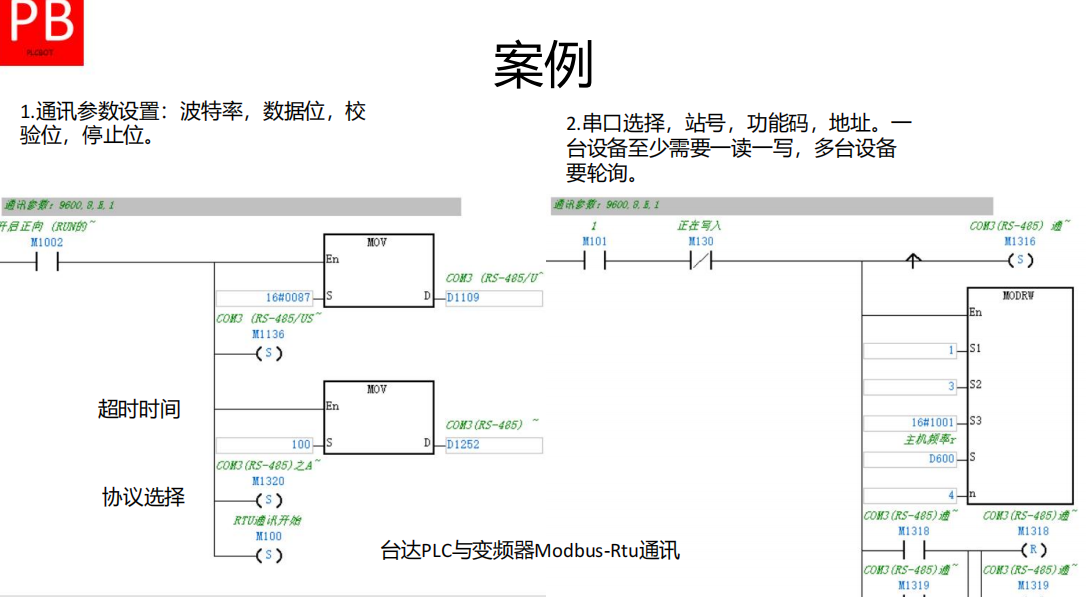 PB
PLCBOT
案例
1.通讯参数设置：波特率，数据位，校
验位，停止位。
2.串口选择，站号，功能码，地址。一
台设备至少需要一读一写，多台设备
要轮询。
通讯参数：9600,8,E,1
开启正向 (RUN的~
M1002
MOV
En
16#0087
S
D
COM3 (RS-485/U~
D1109
COM3 (RS-485/US~
M1136
S
超时时间
MOV
En
100
S
D
COM3(RS-485) ~
D1252
COM3(RS-485)之A~
协议选择
M1320
S
RTU通讯开始
M100
S
通讯参数：9600,8,E,1
1
M101
正在写入
M130
COM3(RS-485) 通~
M1316
S
MODRW
En
1
S1
3
S2
16#1001
S3
主机频率r
D600
S
4
n
COM3(RS-485)通~
M1318
COM3(RS-485)通~
M1318
R
COM3(RS-485)通~
M1319
COM3(RS-485)通~
M1319
台达PLC与变频器Modbus-Rtu通讯